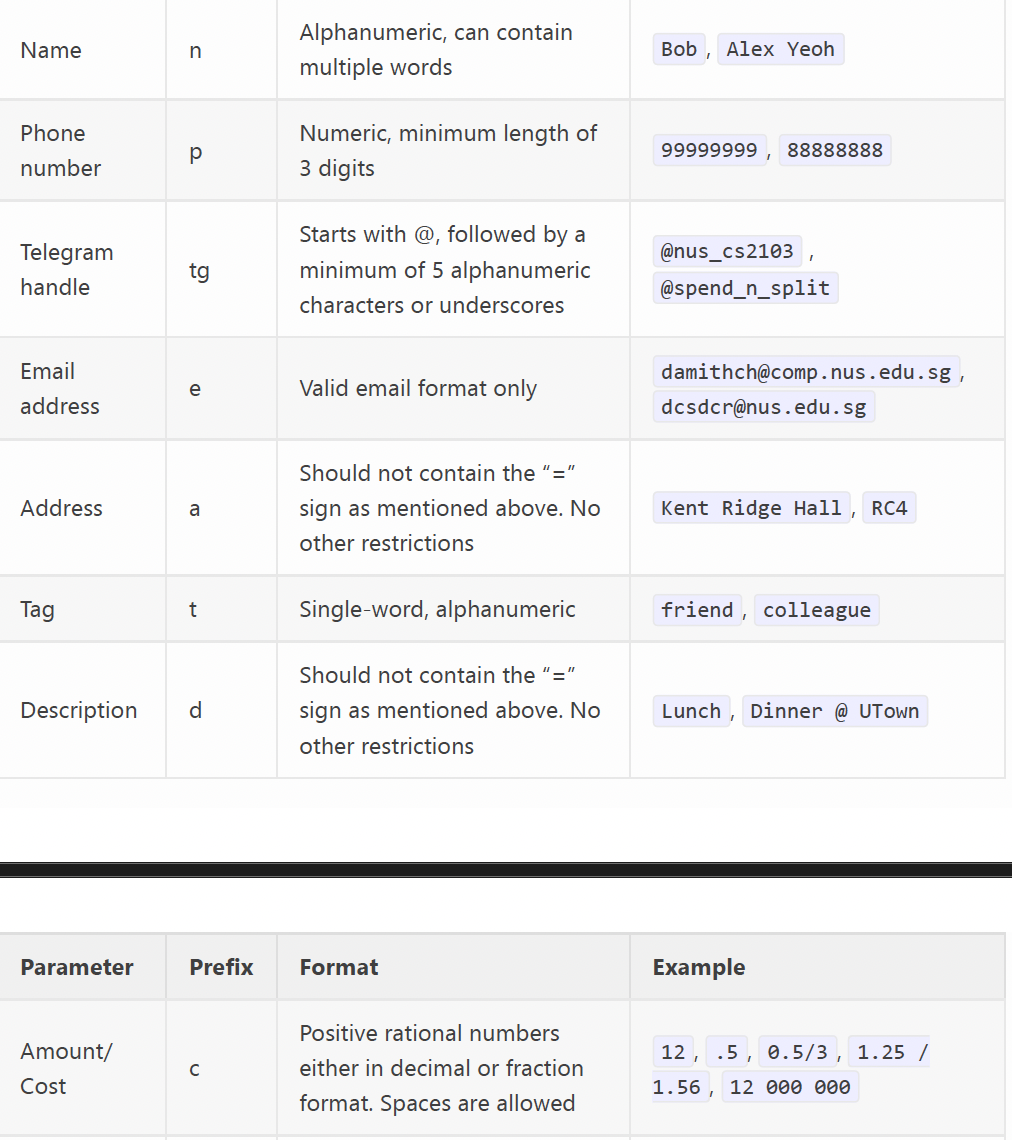 Name
n
Alphanumeric, can contain
multiple words
Bob, Alex Yeoh
Phone
number
p
Numeric, minimum length of
3 digits
99999999, 88888888
Telegram
handle
tg
Starts with @, followed by a
minimum of 5 alphanumeric
characters or underscores
@nus_cs2103 ,
@spend_n_split
Email
address
e
Valid email format only
damithch@comp.nus.edu.sg,
dcsdcr@nus.edu.sg
Address
a
Should not contain the “=”
sign as mentioned above. No
other restrictions
Kent Ridge Hall, RC4
Tag
t
Single-word, alphanumeric
friend, colleague
Description
d
Should not contain the “=”
sign as mentioned above. No
other restrictions
Lunch, Dinner @ UTown
Parameter
Prefix
Format
Example
Amount/
Cost
c
Positive rational numbers
either in decimal or fraction
format. Spaces are allowed
12, .5, 0.5/3, 1.25 /
1.56, 12 000 000